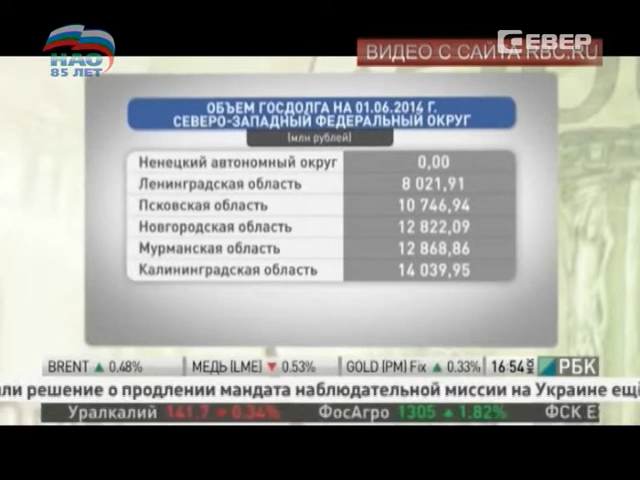 НАО
85 ЛЕТ
СЕВЕР
ВИДЕО С САЙТА RBC.RU
ОБЪЕМ ГОСДОЛГА НА 01.06.2014 Г.
СЕВЕРО-ЗАПАДНЫЙ ФЕДЕРАЛЬНЫЙ ОКРУГ
(млн рублей)
Ненецкий автономный округ 0,00
Ленинградская область 8 021,91
Псковская область 10 746,94
Новгородская область 12 822,09
Мурманская область 12 868,86
Калининградская область 14 039,95
BRENT ▲ 0.48% МЕДЬ (LME) ▼ 0.53% GOLD (PM) Fix ▲ 0.33% 16:54 МСК РБК
или решение о продлении мандата наблюдательной миссии на Украине ещё
Уралкалий 141.7 ▼ 0.34% ФосАгро 1305 ▲ 1.82% ФСК Е